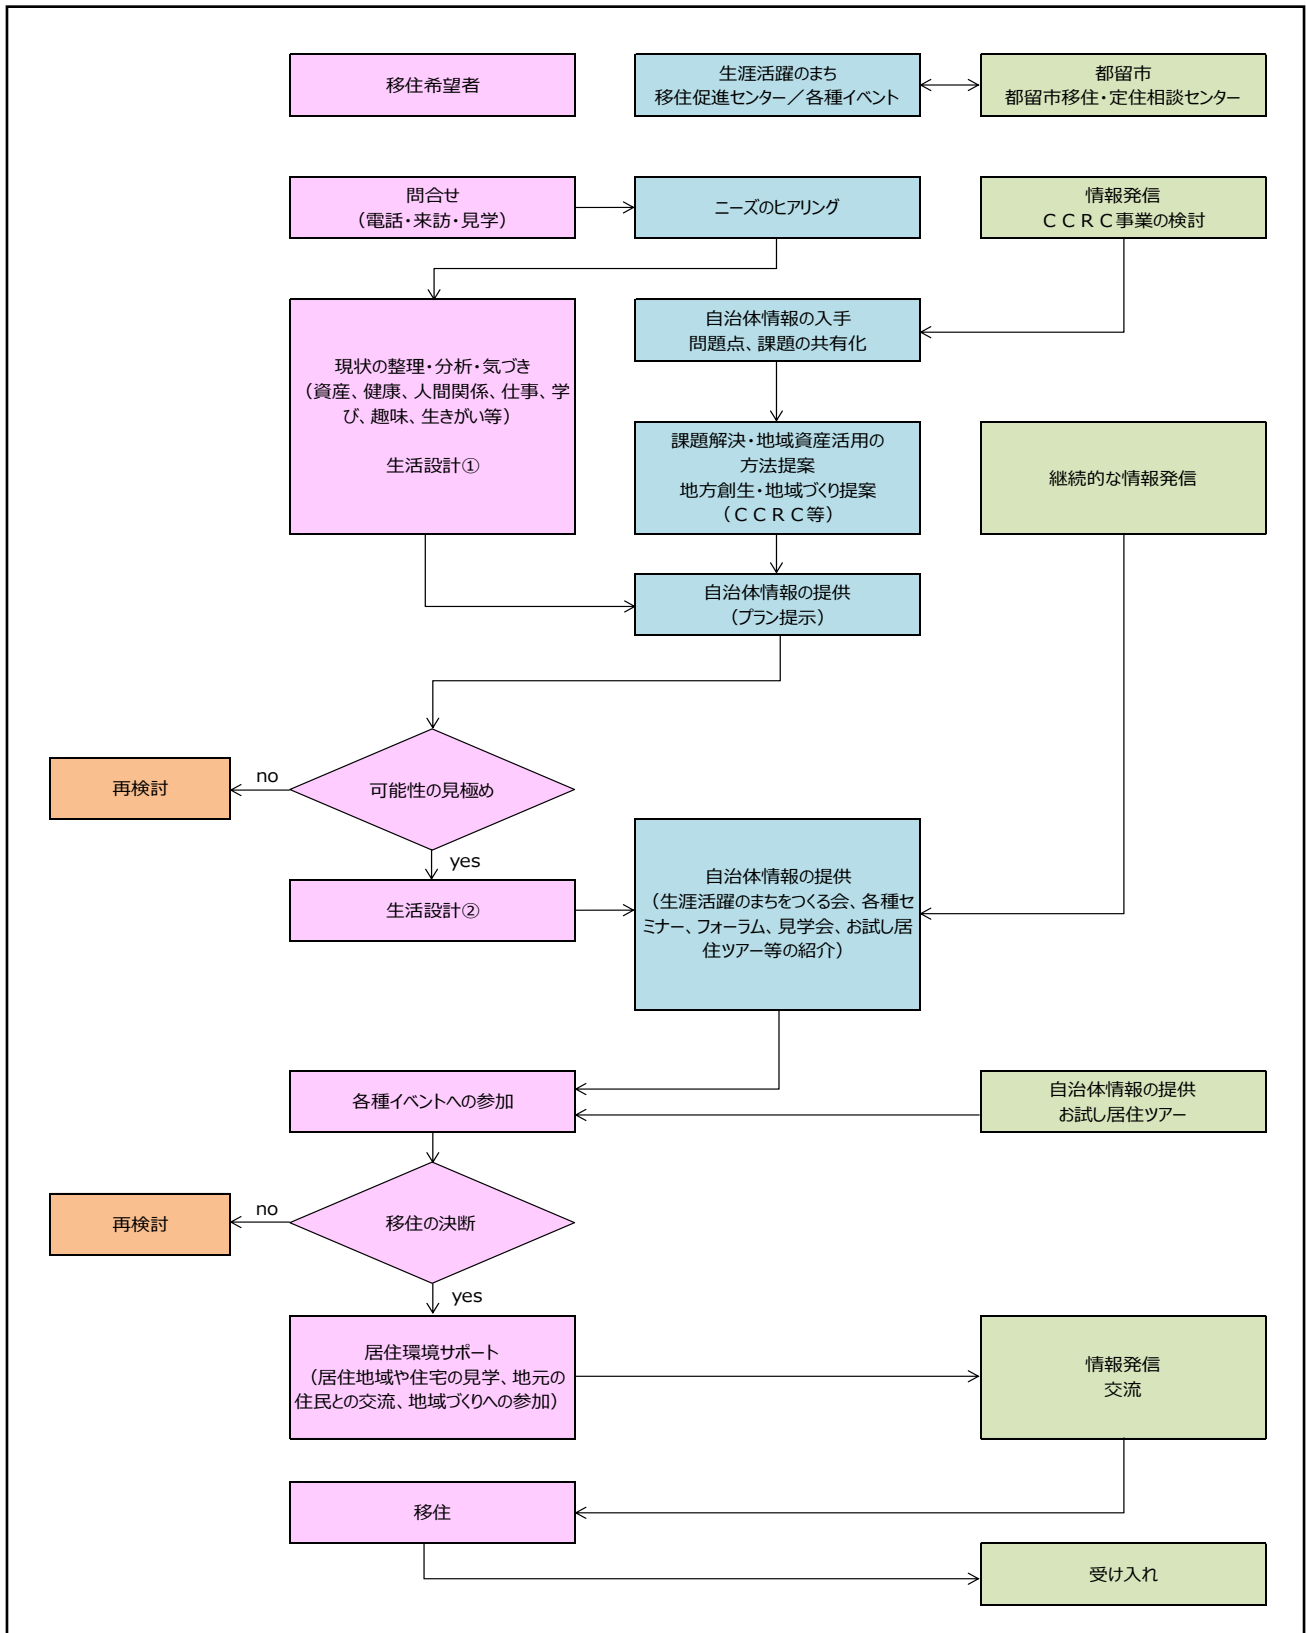 移住希望者
生涯活躍のまち
移住促進センター／各種イベント
都留市
都留市移住・定住相談センター
問合せ
（電話・来訪・見学）
ニーズのヒアリング
情報発信
ＣＣＲＣ事業の検討
現状の整理・分析・気づき
（資産、健康、人間関係、仕事、学
び、趣味、生きがい等）
生活設計①
自治体情報の入手
問題点、課題の共有化
課題解決・地域資産活用の
方法提案
地方創生・地域づくり提案
（ＣＣＲＣ等）
継続的な情報発信
自治体情報の提供
（プラン提示）
可能性の見極め
no
再検討
yes
生活設計②
自治体情報の提供
（生涯活躍のまちをつくる会、各種セ
ミナー、フォーラム、見学会、お試し居
住ツアー等の紹介）
各種イベントへの参加
自治体情報の提供
お試し居住ツアー
移住の決断
no
再検討
yes
居住環境サポート
（居住地域や住宅の見学、地元の
住民との交流、地域づくりへの参加）
情報発信
交流
移住
受け入れ